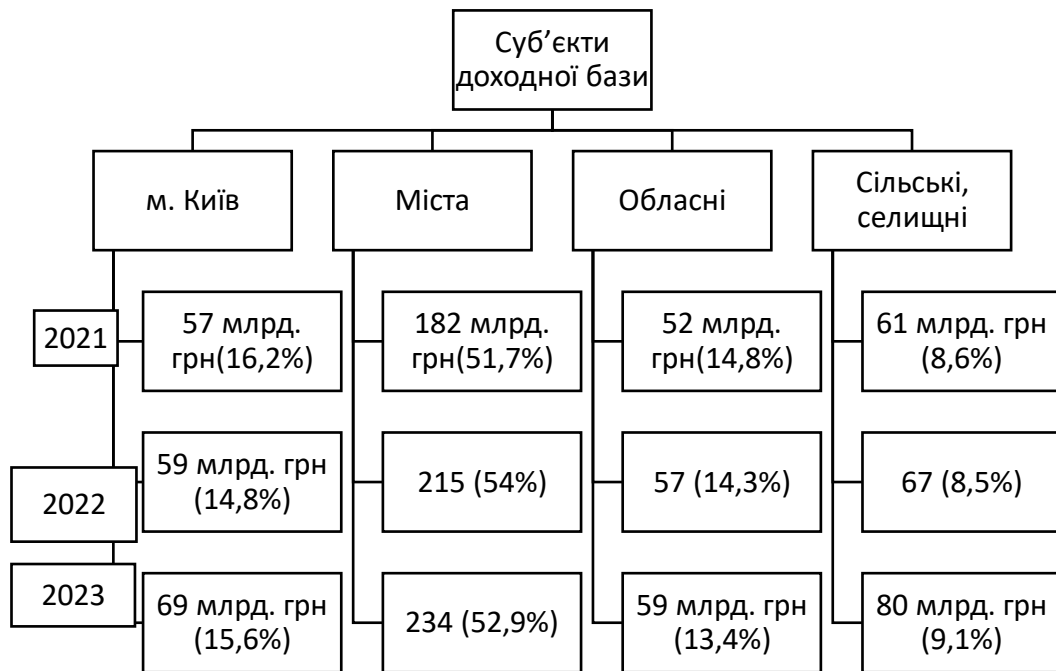 Суб’єкти
доходної бази
м. Київ
Міста
Обласні
Сільські,
селищні
2021
57 млрд.
грн(16,2%)
182 млрд.
грн(51,7%)
52 млрд.
грн(14,8%)
61 млрд. грн
(8,6%)
2022
59 млрд. грн
(14,8%)
215 (54%)
57 (14,3%)
67 (8,5%)
2023
69 млрд. грн
(15,6%)
234 (52,9%)
59 млрд. грн
(13,4%)
80 млрд. грн
(9,1%)